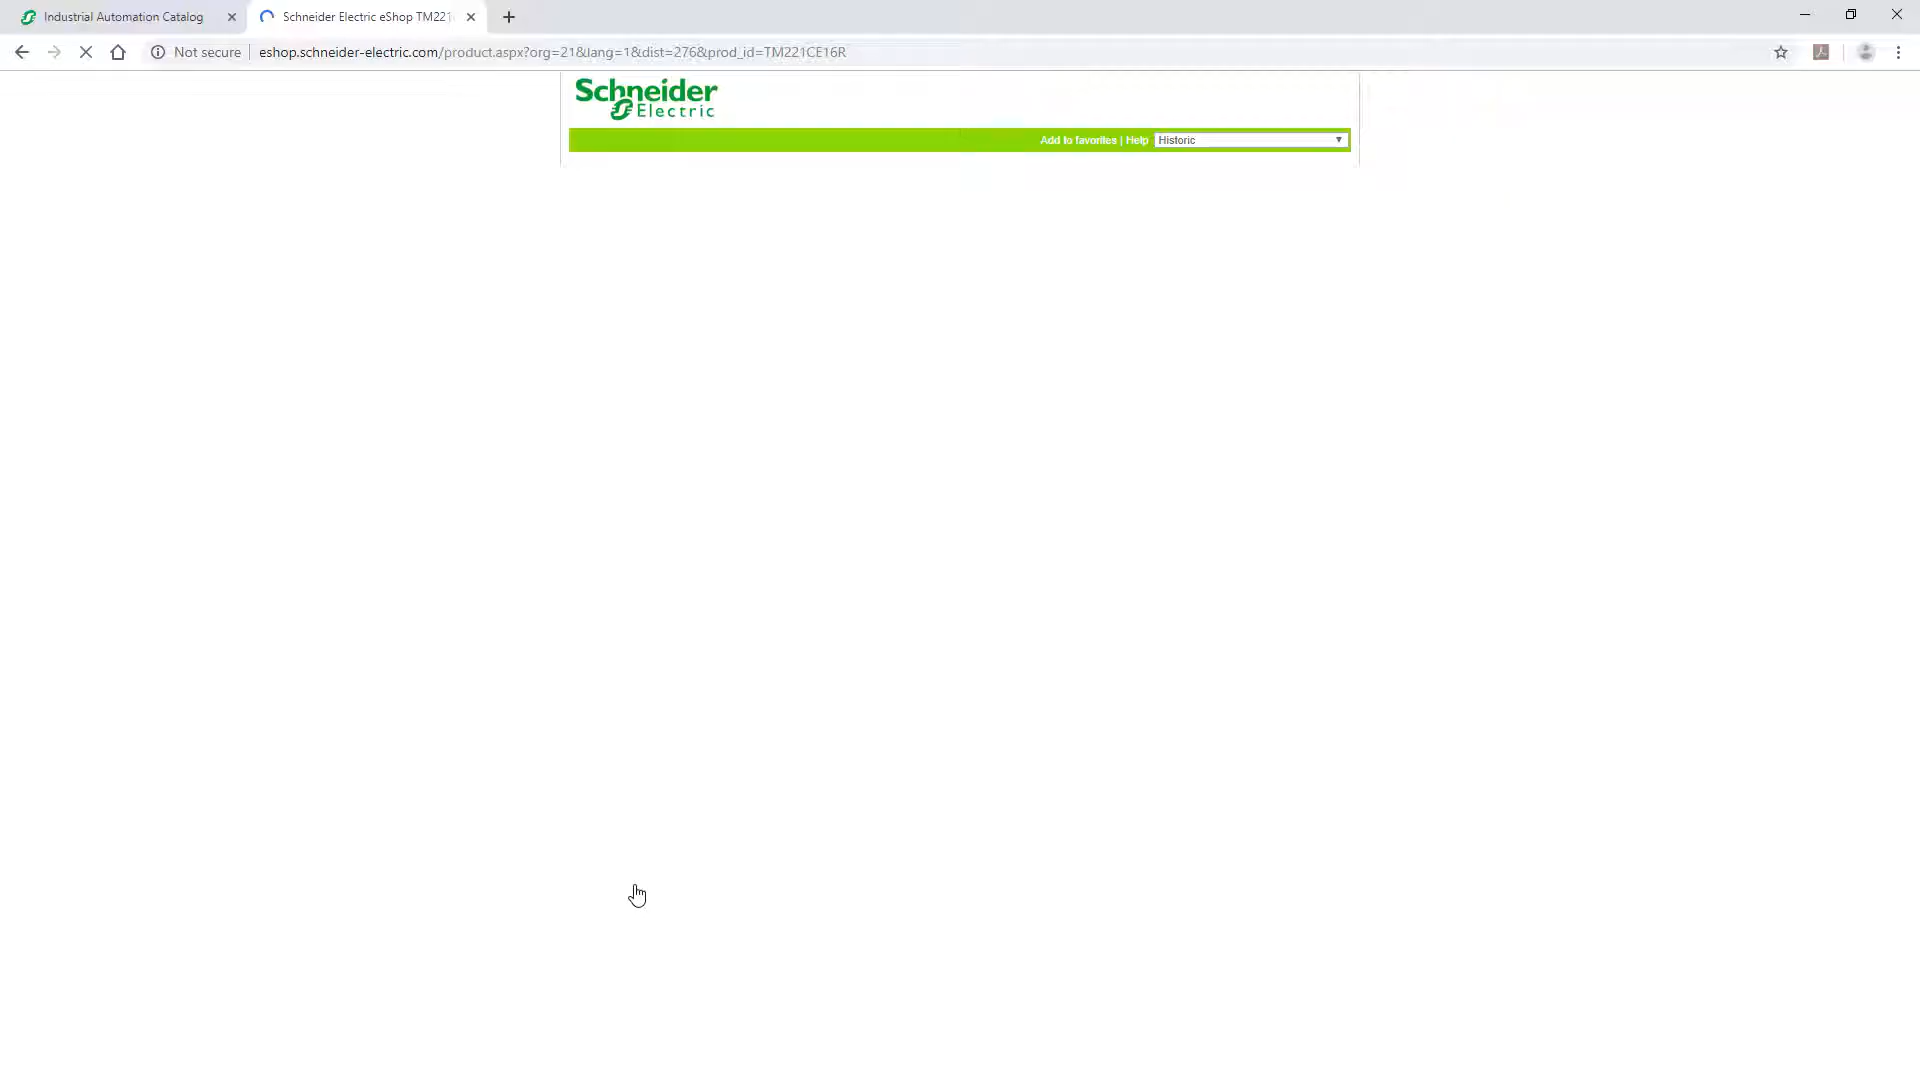 Industrial Automation Catalog
Schneider Electric eShop TM221
Not secure
eshop.schneider-electric.com/product.aspx?org=21&lang=1&dist=276&prod_id=TM221CE16R
Schneider
Electric
Add to favorites | Help
Historic